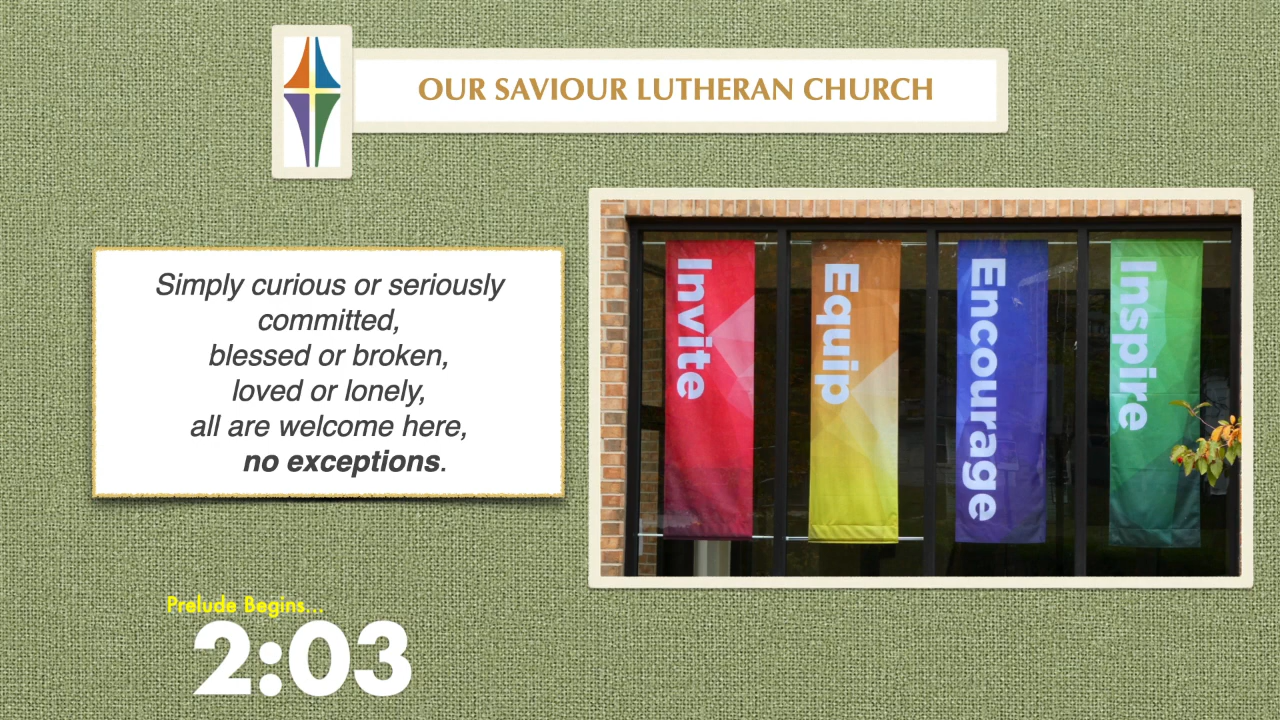 OUR SAVIOUR LUTHERAN CHURCH
Simply curious or seriously
committed,
blessed or broken,
loved or lonely,
all are welcome here,
no exceptions.
Invite
Equip
Encourage
Inspire
Prelude Begins...
2:03